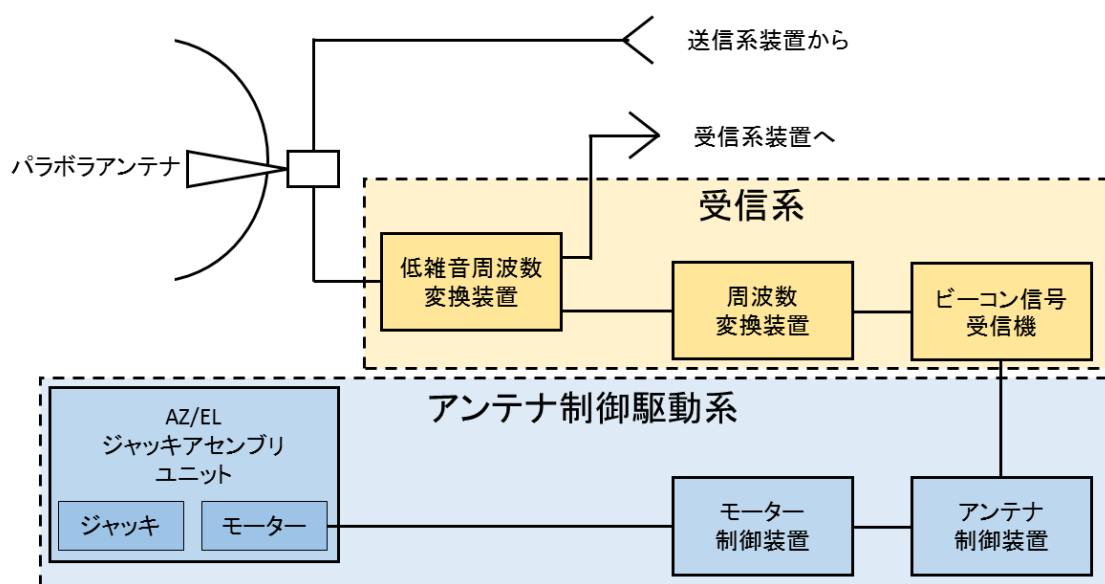 送信系装置から
受信系装置へ
パラボラアンテナ
受信系
低雑音周波数
変換装置
周波数
変換装置
ビーコン信号
受信機
アンテナ制御駆動系
AZ/EL
ジャッキアセンブリ
ユニット
ジャッキ
モーター
モーター
制御装置
アンテナ
制御装置